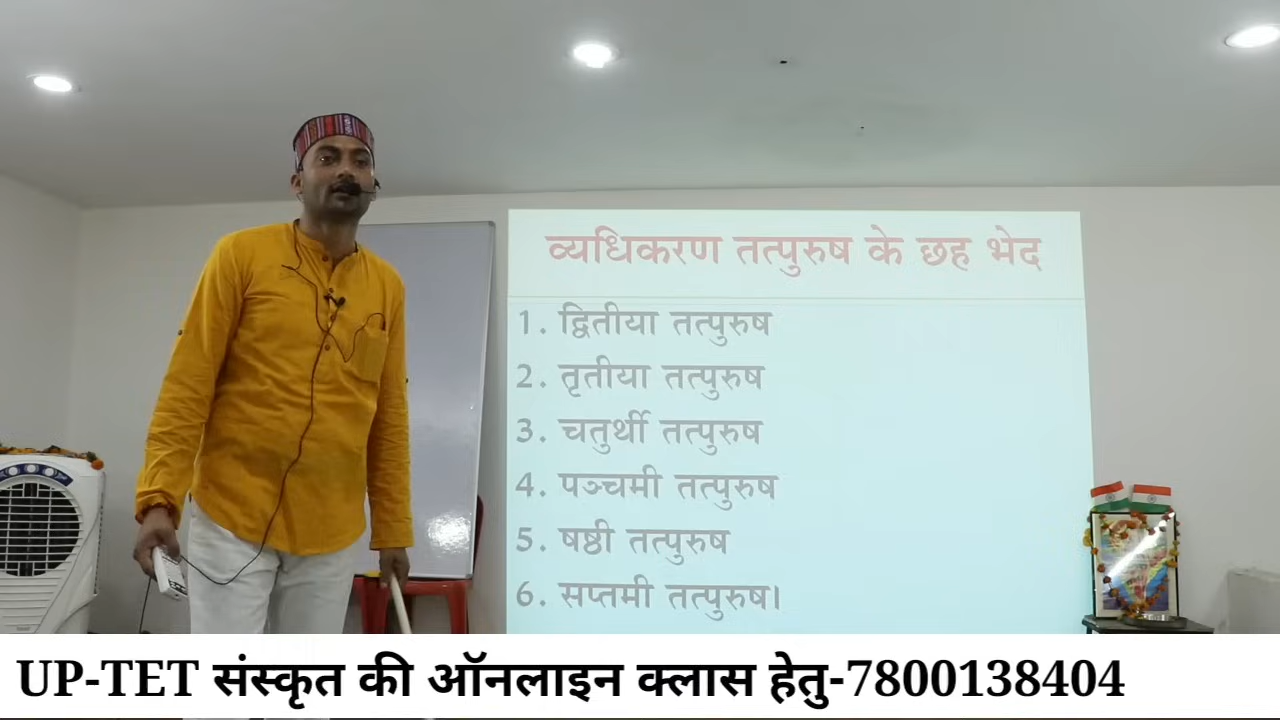 व्यधिकरण तत्पुरुष के छह भेद
1. द्वितीया तत्पुरुष
2. तृतीया तत्पुरुष
3. चतुर्थी तत्पुरुष
4. पञ्चमी तत्पुरुष
5. षष्ठी तत्पुरुष
6. सप्तमी तत्पुरुष।
UP-TET संस्कृत की ऑनलाइन क्लास हेतु-7800138404